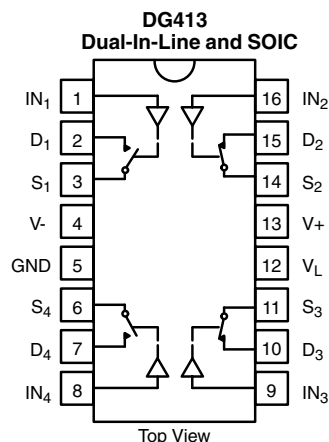 DG413
Dual-In-Line and SOIC
IN1 1 16 IN2
D1 2 15 D2
S1 3 14 S2
V- 4 13 V+
GND 5 12 VL
S4 6 11 S3
D4 7 10 D3
IN4 8 9 IN3
Top View